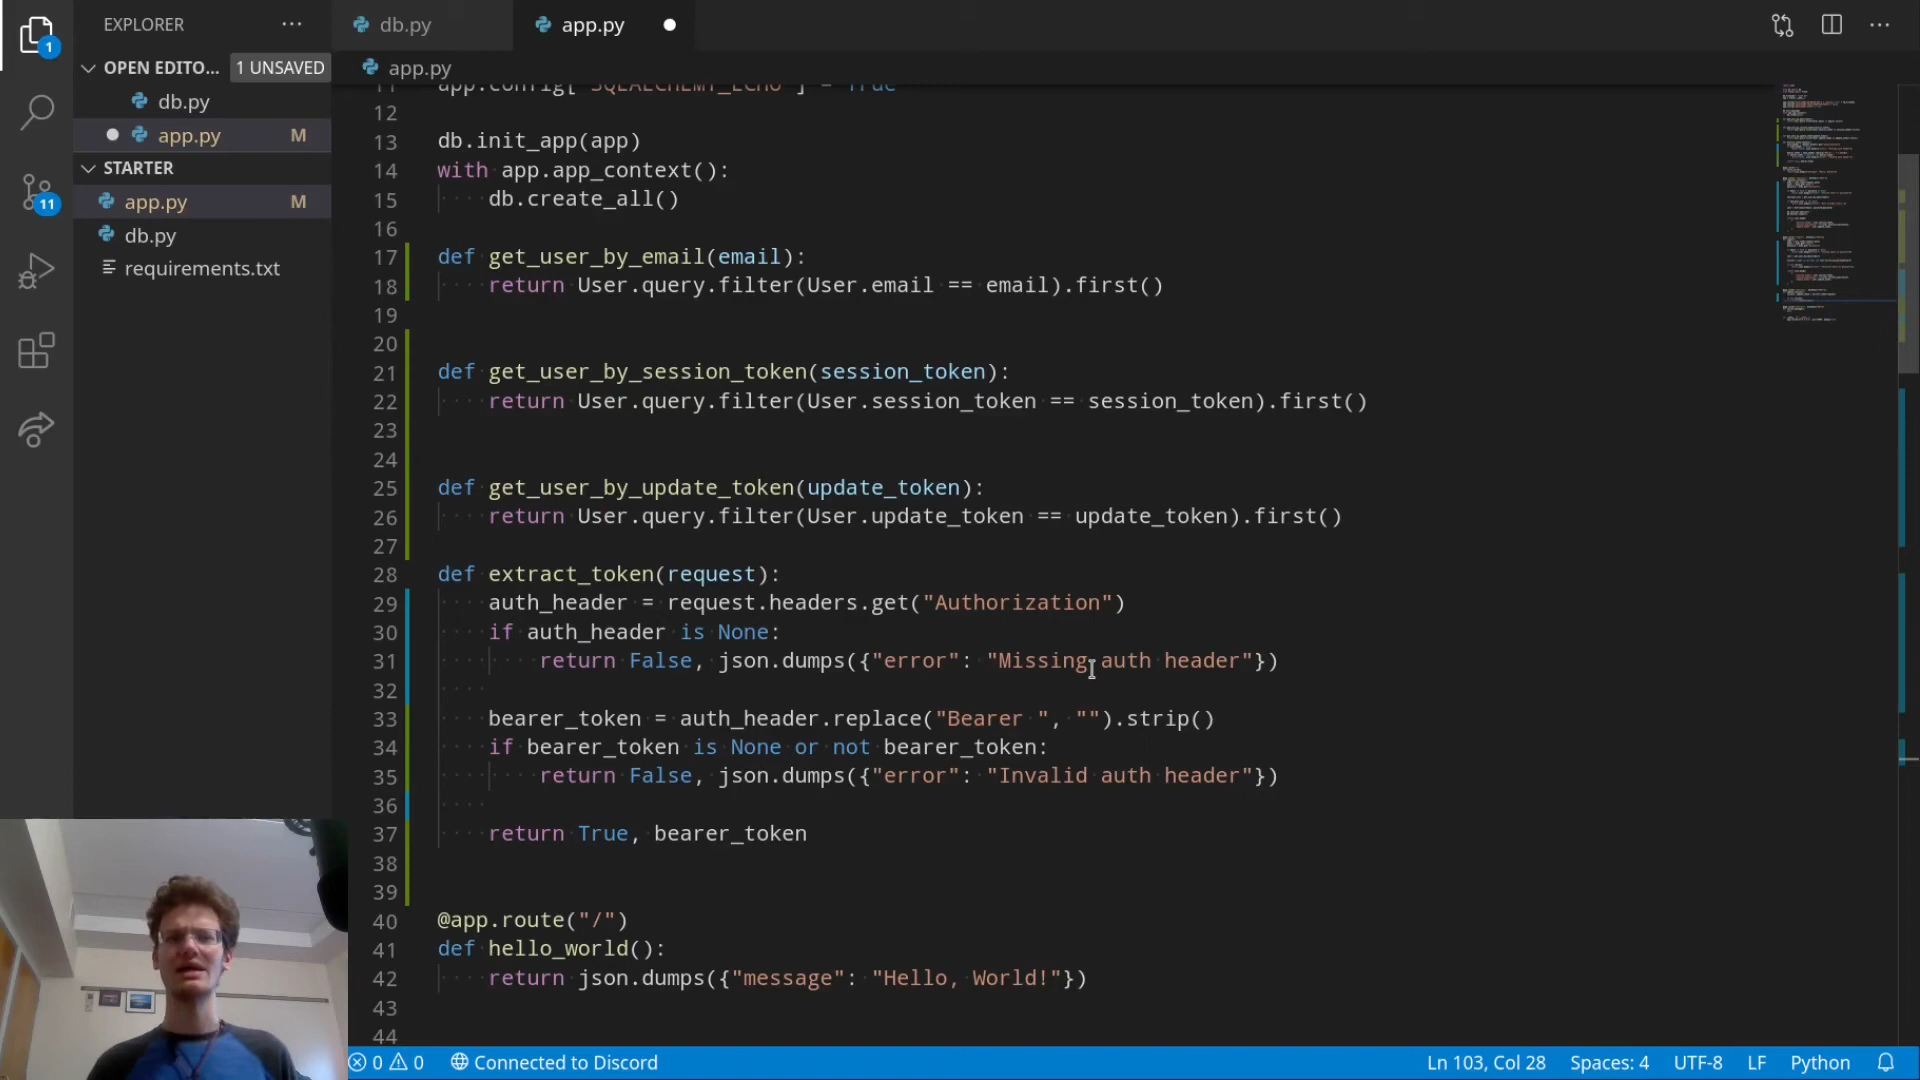 EXPLORER
OPEN EDITO... 1 UNSAVED
db.py
app.py M
STARTER
app.py M
db.py
requirements.txt
1
11
db.py
app.py
app.py
11 app.config["SQLALCHEMY_ECHO"] = True
12
13 db.init_app(app)
14 with app.app_context():
15 db.create_all()
16
17 def get_user_by_email(email):
18 return User.query.filter(User.email == email).first()
19
20
21 def get_user_by_session_token(session_token):
22 return User.query.filter(User.session_token == session_token).first()
23
24
25 def get_user_by_update_token(update_token):
26 return User.query.filter(User.update_token == update_token).first()
27
28 def extract_token(request):
29 auth_header = request.headers.get("Authorization")
30 if auth_header is None:
31 return False, json.dumps({"error": "Missing auth header"})
32
33 bearer_token = auth_header.replace("Bearer ", "").strip()
34 if bearer_token is None or not bearer_token:
35 return False, json.dumps({"error": "Invalid auth header"})
36
37 return True, bearer_token
38
39
40 @app.route("/")
41 def hello_world():
42 return json.dumps({"message": "Hello, World!"})
43
44
0 0 Connected to Discord
Ln 103, Col 28 Spaces: 4 UTF-8 LF Python